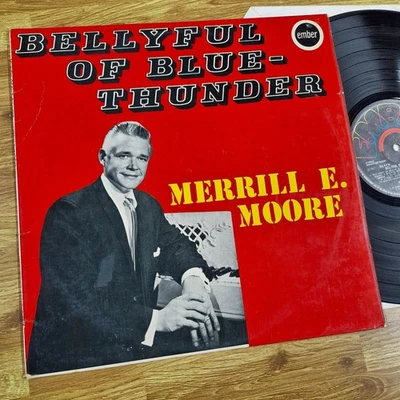 BELLYFUL
OF BLUE-
THUNDER
ember
MERRILL E.
MOORE